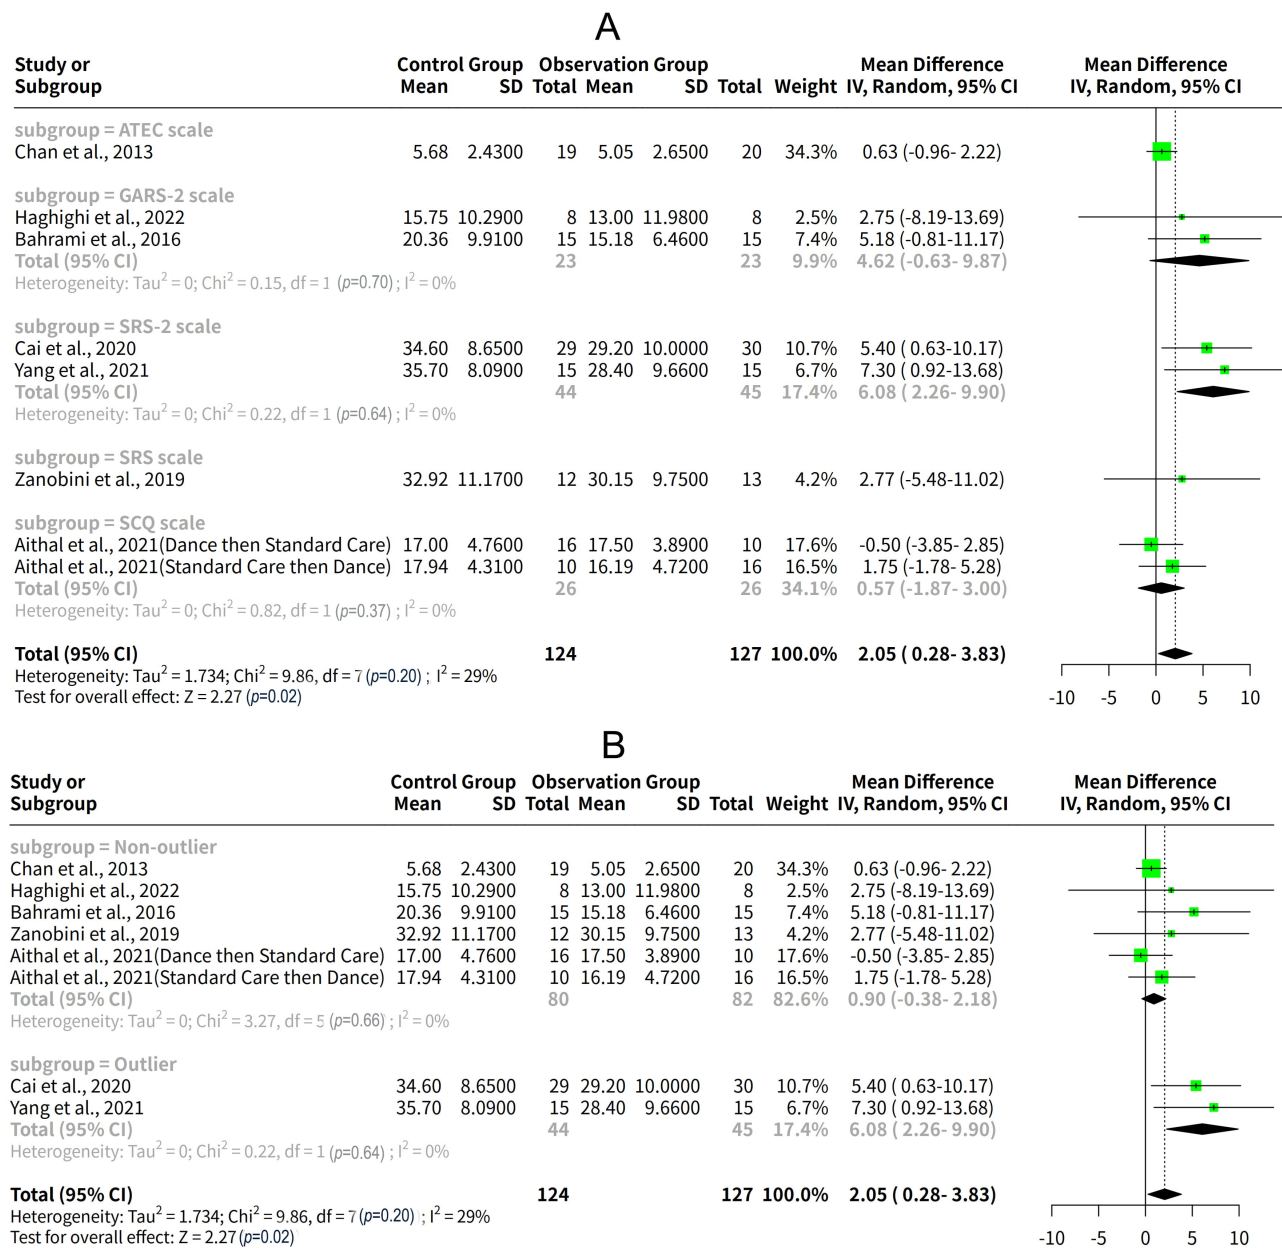 A
Study or Control Group Observation Group Mean Difference Mean Difference
Subgroup Mean SD Total Mean SD Total Weight IV, Random, 95% CI IV, Random, 95% CI
subgroup = ATEC scale
Chan et al., 2013 5.68 2.4300 19 5.05 2.6500 20 34.3% 0.63 (-0.96- 2.22)
subgroup = GARS-2 scale
Haghighi et al., 2022 15.75 10.2900 8 13.00 11.9800 8 2.5% 2.75 (-8.19-13.69)
Bahrami et al., 2016 20.36 9.9100 15 15.18 6.4600 15 7.4% 5.18 (-0.81-11.17)
Total (95% CI) 23 23 9.9% 4.62 (-0.63- 9.87)
Heterogeneity: Tau² = 0; Chi² = 0.15, df = 1 (p=0.70) ; I² = 0%
subgroup = SRS-2 scale
Cai et al., 2020 34.60 8.6500 29 29.20 10.0000 30 10.7% 5.40 ( 0.63-10.17)
Yang et al., 2021 35.70 8.0900 15 28.40 9.6600 15 6.7% 7.30 ( 0.92-13.68)
Total (95% CI) 44 45 17.4% 6.08 ( 2.26- 9.90)
Heterogeneity: Tau² = 0; Chi² = 0.22, df = 1 (p=0.64) ; I² = 0%
subgroup = SRS scale
Zanobini et al., 2019 32.92 11.1700 12 30.15 9.7500 13 4.2% 2.77 (-5.48-11.02)
subgroup = SCQ scale
Aithal et al., 2021(Dance then Standard Care) 17.00 4.7600 16 17.50 3.8900 10 17.6% -0.50 (-3.85- 2.85)
Aithal et al., 2021(Standard Care then Dance) 17.94 4.3100 10 16.19 4.7200 16 16.5% 1.75 (-1.78- 5.28)
Total (95% CI) 26 26 34.1% 0.57 (-1.87- 3.00)
Heterogeneity: Tau² = 0; Chi² = 0.82, df = 1 (p=0.37) ; I² = 0%
Total (95% CI) 124 127 100.0% 2.05 ( 0.28- 3.83)
Heterogeneity: Tau² = 1.734; Chi² = 9.86, df = 7 (p=0.20) ; I² = 29%
Test for overall effect: Z = 2.27 (p=0.02)
-10 -5 0 5 10
B
Study or Control Group Observation Group Mean Difference Mean Difference
Subgroup Mean SD Total Mean SD Total Weight IV, Random, 95% CI IV, Random, 95% CI
subgroup = Non-outlier
Chan et al., 2013 5.68 2.4300 19 5.05 2.6500 20 34.3% 0.63 (-0.96- 2.22)
Haghighi et al., 2022 15.75 10.2900 8 13.00 11.9800 8 2.5% 2.75 (-8.19-13.69)
Bahrami et al., 2016 20.36 9.9100 15 15.18 6.4600 15 7.4% 5.18 (-0.81-11.17)
Zanobini et al., 2019 32.92 11.1700 12 30.15 9.7500 13 4.2% 2.77 (-5.48-11.02)
Aithal et al., 2021(Dance then Standard Care) 17.00 4.7600 16 17.50 3.8900 10 17.6% -0.50 (-3.85- 2.85)
Aithal et al., 2021(Standard Care then Dance) 17.94 4.3100 10 16.19 4.7200 16 16.5% 1.75 (-1.78- 5.28)
Total (95% CI) 80 82 82.6% 0.90 (-0.38- 2.18)
Heterogeneity: Tau² = 0; Chi² = 3.27, df = 5 (p=0.66) ; I² = 0%
subgroup = Outlier
Cai et al., 2020 34.60 8.6500 29 29.20 10.0000 30 10.7% 5.40 ( 0.63-10.17)
Yang et al., 2021 35.70 8.0900 15 28.40 9.6600 15 6.7% 7.30 ( 0.92-13.68)
Total (95% CI) 44 45 17.4% 6.08 ( 2.26- 9.90)
Heterogeneity: Tau² = 0; Chi² = 0.22, df = 1 (p=0.64) ; I² = 0%
Total (95% CI) 124 127 100.0% 2.05 ( 0.28- 3.83)
Heterogeneity: Tau² = 1.734; Chi² = 9.86, df = 7 (p=0.20) ; I² = 29%
Test for overall effect: Z = 2.27 (p=0.02)
-10 -5 0 5 10